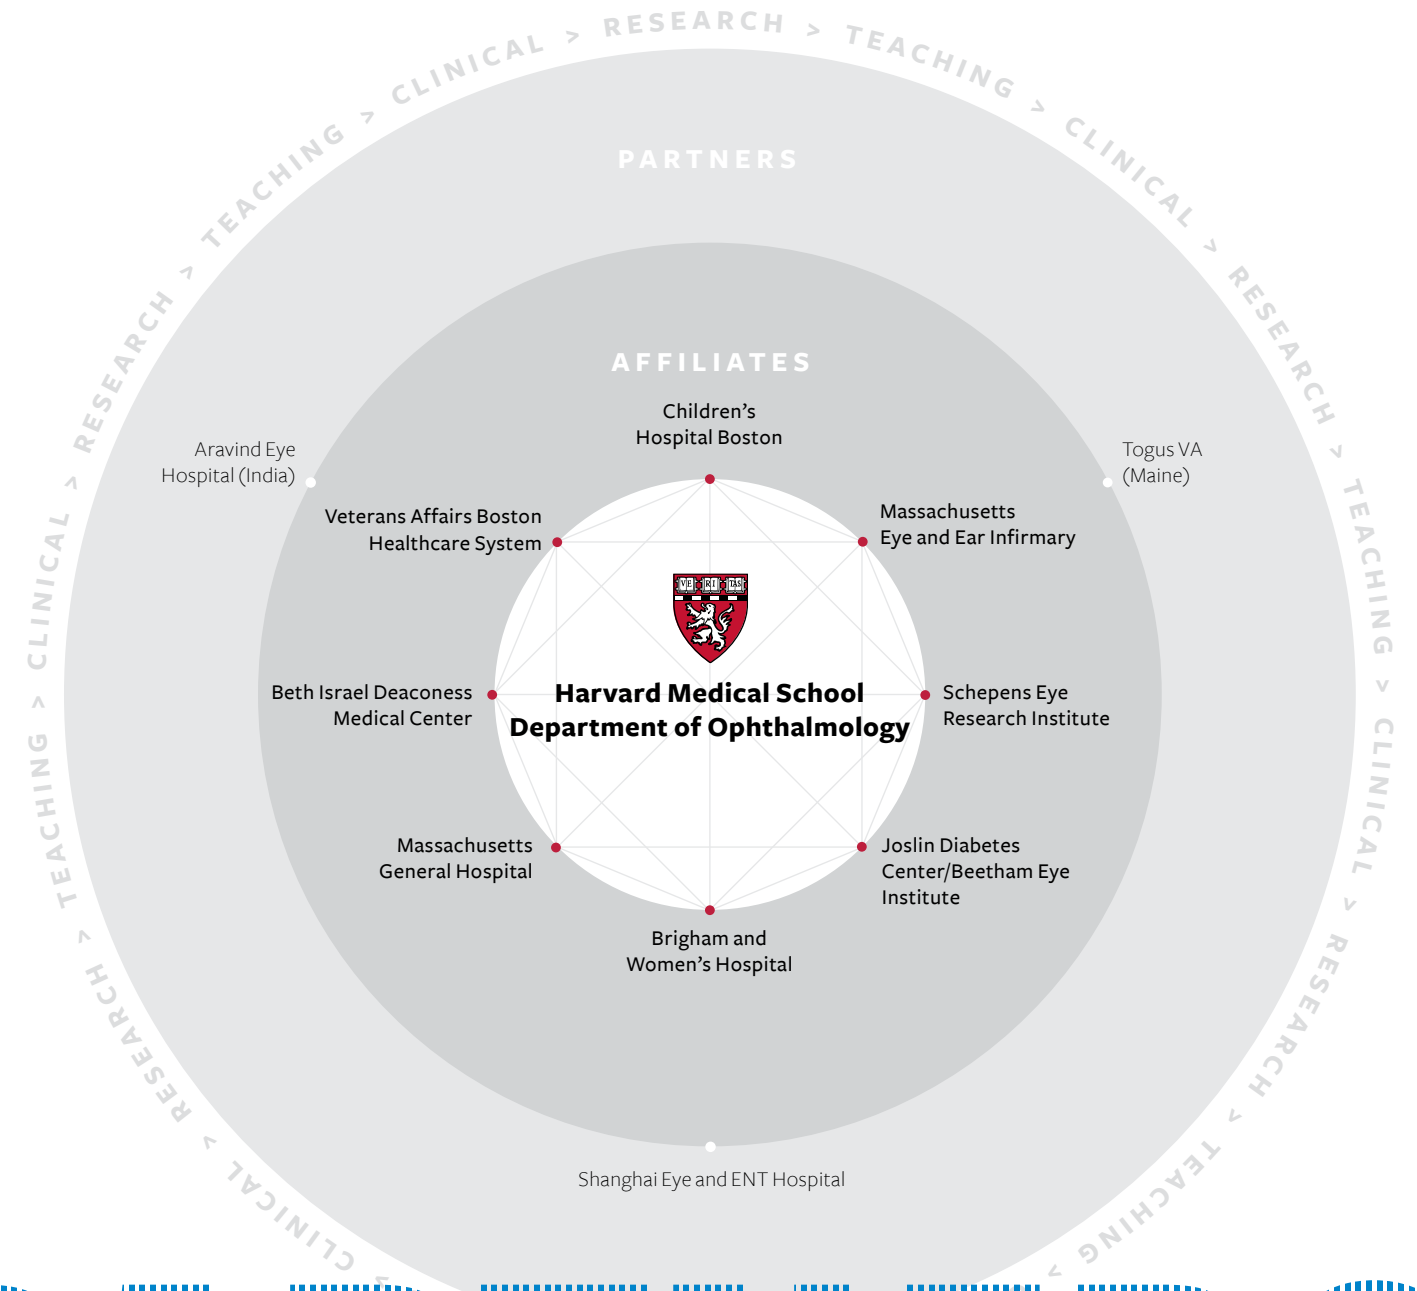 CLINICAL > RESEARCH > TEACHING > CLINICAL > RESEARCH > TEACHING > CLINICAL > RESEARCH > TEACHING >
CLINICAL > RESEARCH > TEACHING > CLINICAL > RESEARCH > TEACHING >
PARTNERS
AFFILIATES
Children’s
Hospital Boston
Aravind Eye
Hospital (India)
Togus VA
(Maine)
Veterans Affairs Boston
Healthcare System
Massachusetts
Eye and Ear Infirmary
VE RI TAS
Harvard Medical School
Department of Ophthalmology
Beth Israel Deaconess
Medical Center
Schepens Eye
Research Institute
Massachusetts
General Hospital
Joslin Diabetes
Center/Beetham Eye
Institute
Brigham and
Women’s Hospital
Shanghai Eye and ENT Hospital